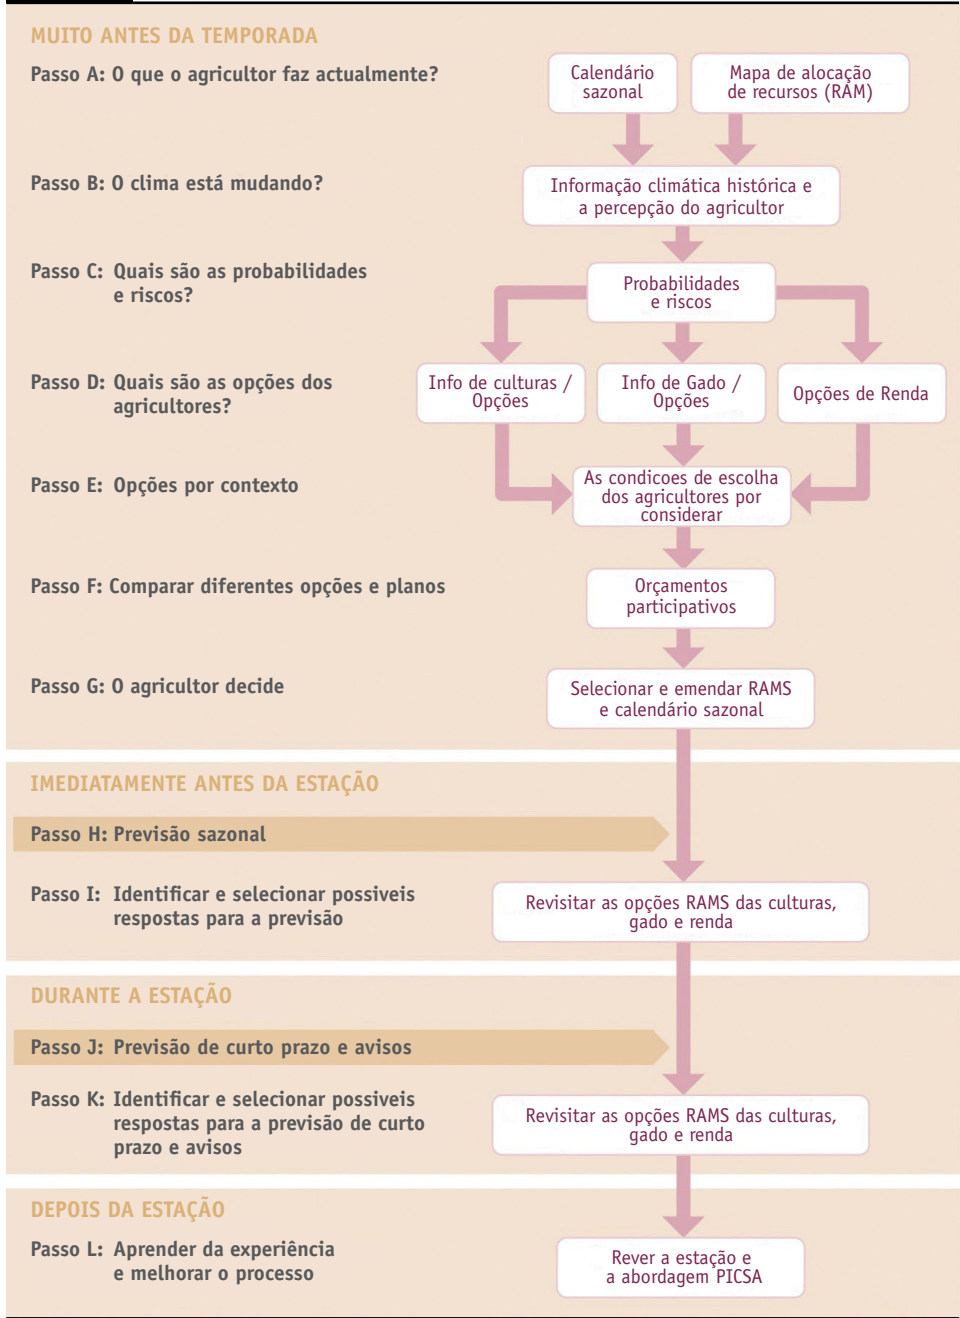 MUITO ANTES DA TEMPORADA
Passo A: O que o agricultor faz actualmente?
Calendário
sazonal
Mapa de alocação
de recursos (RAM)
Passo B: O clima está mudando?
Informação climática histórica e
a percepção do agricultor
Passo C: Quais são as probabilidades
e riscos?
Probabilidades
e riscos
Passo D: Quais são as opções dos
agricultores?
Info de culturas /
Opções
Info de Gado /
Opções
Opções de Renda
Passo E: Opções por contexto
As condicoes de escolha
dos agricultores por
considerar
Passo F: Comparar diferentes opções e planos
Orçamentos
participativos
Passo G: O agricultor decide
Selecionar e emendar RAMS
e calendário sazonal
IMEDIATAMENTE ANTES DA ESTAÇÃO
Passo H: Previsão sazonal
Passo I: Identificar e selecionar possiveis
respostas para a previsão
Revisitar as opções RAMS das culturas,
gado e renda
DURANTE A ESTAÇÃO
Passo J: Previsão de curto prazo e avisos
Passo K: Identificar e selecionar possiveis
respostas para a previsão de curto
prazo e avisos
Revisitar as opções RAMS das culturas,
gado e renda
DEPOIS DA ESTAÇÃO
Passo L: Aprender da experiência
e melhorar o processo
Rever a estação e
a abordagem PICSA